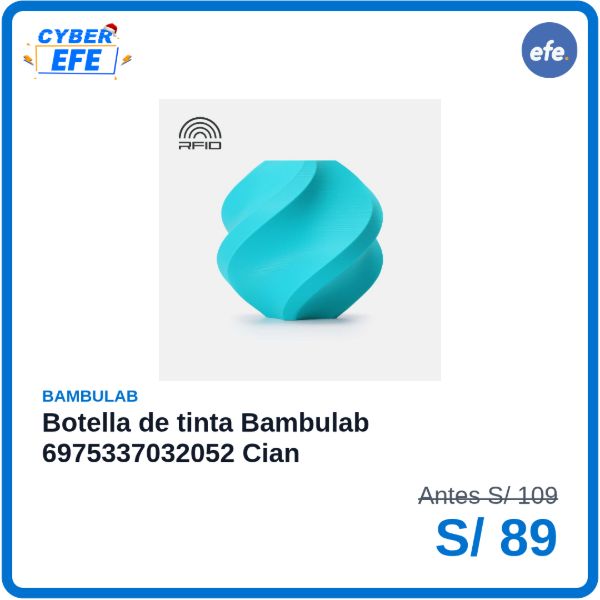 CYBER
EFE
efe.
RFID
BAMBULAB
Botella de tinta Bambulab
6975337032052 Cian
Antes S/ 109
S/ 89